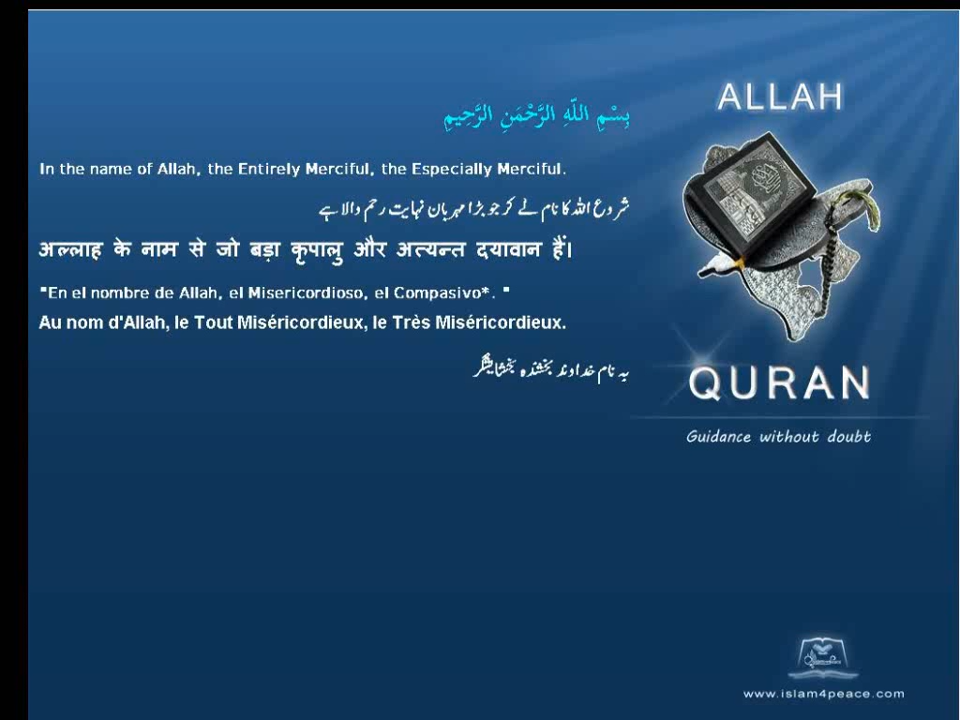 بِسْمِ اللّهِ الرَّحْمَنِ الرَّحِيمِ
In the name of Allah, the Entirely Merciful, the Especially Merciful.
شروع الله کا نام لے کر جو بڑا مہربان نہایت رحم والا ہے
अल्लाह के नाम से जो बड़ा कृपालु और अत्यन्त दयावान हैं।
"En el nombre de Allah, el Misericordioso, el Compasivo*. "
Au nom d'Allah, le Tout Miséricordieux, le Très Miséricordieux.
به نام خداوند بخشنده بخشایشگر
ALLAH
QURAN
Guidance without doubt
www.islam4peace.com